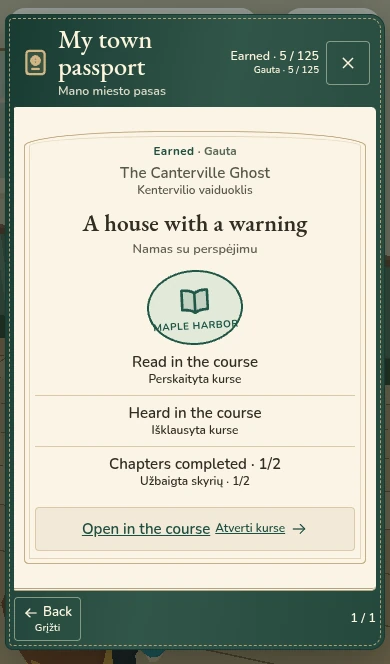 My town
passport
Mano miesto pasas
Earned · 5 / 125
Gauta · 5 / 125
Earned · Gauta
The Canterville Ghost
Kentervilio vaiduoklis
A house with a warning
Namas su perspėjimu
MAPLE HARBOR
Read in the course
Perskaityta kurse
Heard in the course
Išklausyta kurse
Chapters completed · 1/2
Užbaigta skyrių · 1/2
Open in the course Atverti kurse →
← Back
Grįžti
1 / 1